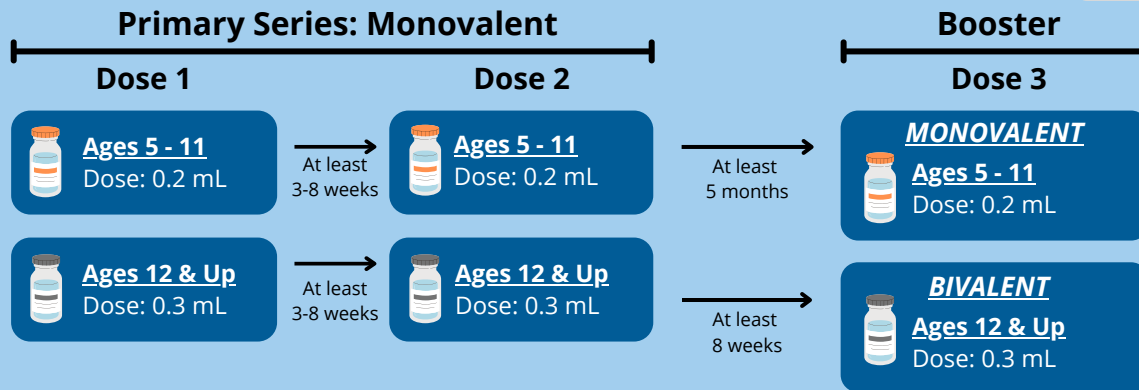 Primary Series: Monovalent
Booster
Dose 1
Dose 2
Dose 3
Ages 5 - 11
Dose: 0.2 mL
At least
3-8 weeks
Ages 5 - 11
Dose: 0.2 mL
At least
5 months
MONOVALENT
Ages 5 - 11
Dose: 0.2 mL
Ages 12 & Up
Dose: 0.3 mL
At least
3-8 weeks
Ages 12 & Up
Dose: 0.3 mL
At least
8 weeks
BIVALENT
Ages 12 & Up
Dose: 0.3 mL